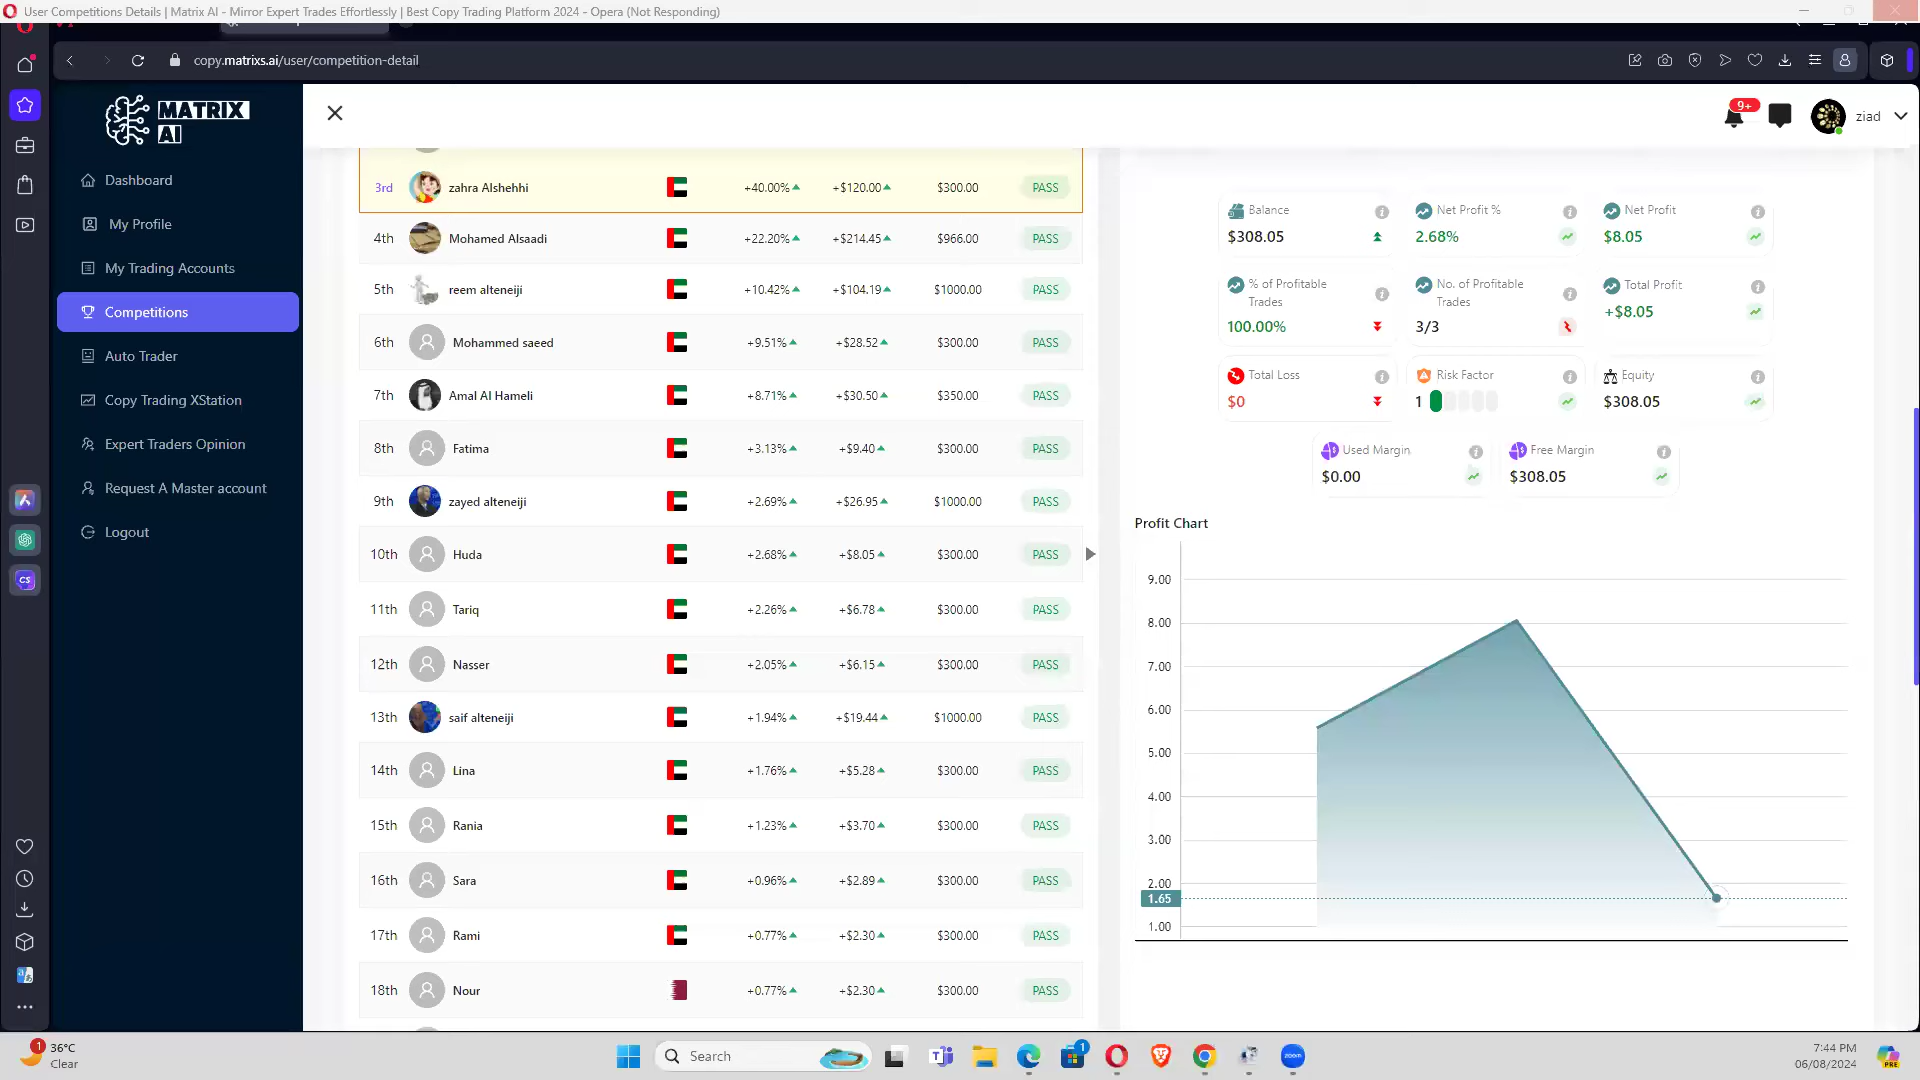 User Competitions Details | Matrix AI - Mirror Expert Trades Effortlessly | Best Copy Trading Platform 2024 - Opera (Not Responding)
copy.matrixs.ai/user/competition-detail
MATRIX
AI
9+
ziad
Dashboard
My Profile
My Trading Accounts
Competitions
Auto Trader
Copy Trading XStation
Expert Traders Opinion
Request A Master account
Logout
CS
3rd zahra Alshehhi +40.00% +$120.00 $300.00 PASS
4th Mohamed Alsaadi +22.20% +$214.45 $966.00 PASS
5th reem alteneiji +10.42% +$104.19 $1000.00 PASS
6th Mohammed saeed +9.51% +$28.52 $300.00 PASS
7th Amal Al Hameli +8.71% +$30.50 $350.00 PASS
8th Fatima +3.13% +$9.40 $300.00 PASS
9th zayed alteneiji +2.69% +$26.95 $1000.00 PASS
10th Huda +2.68% +$8.05 $300.00 PASS
11th Tariq +2.26% +$6.78 $300.00 PASS
12th Nasser +2.05% +$6.15 $300.00 PASS
13th saif alteneiji +1.94% +$19.44 $1000.00 PASS
14th Lina +1.76% +$5.28 $300.00 PASS
15th Rania +1.23% +$3.70 $300.00 PASS
16th Sara +0.96% +$2.89 $300.00 PASS
17th Rami +0.77% +$2.30 $300.00 PASS
18th Nour +0.77% +$2.30 $300.00 PASS
Balance Net Profit % Net Profit
$308.05 2.68% $8.05
% of Profitable Trades No. of Profitable Trades Total Profit
100.00% 3/3 +$8.05
Total Loss Risk Factor Equity
$0 1 $308.05
Used Margin Free Margin
$0.00 $308.05
Profit Chart
9.00
8.00
7.00
6.00
5.00
4.00
3.00
2.00
1.65
1.00
1 36°C
Clear
Search
1
zoom
7:44 PM
06/08/2024
PRE